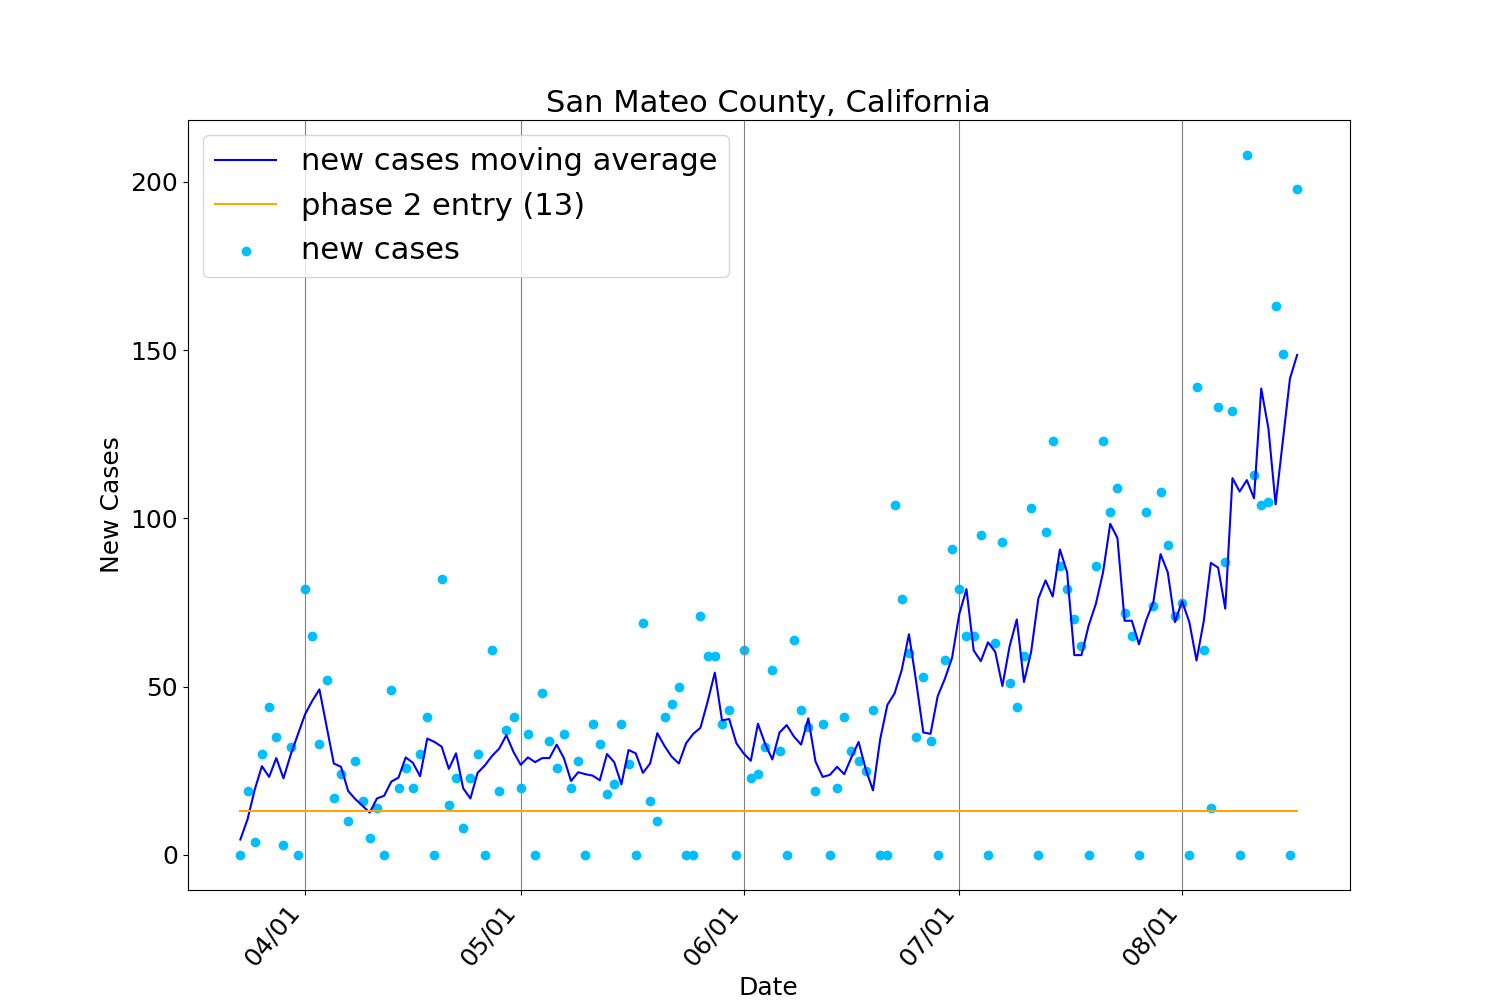 San Mateo County, California
new cases moving average
phase 2 entry (13)
new cases
200
150
100
50
0
New Cases
04/01
05/01
06/01
07/01
08/01
Date